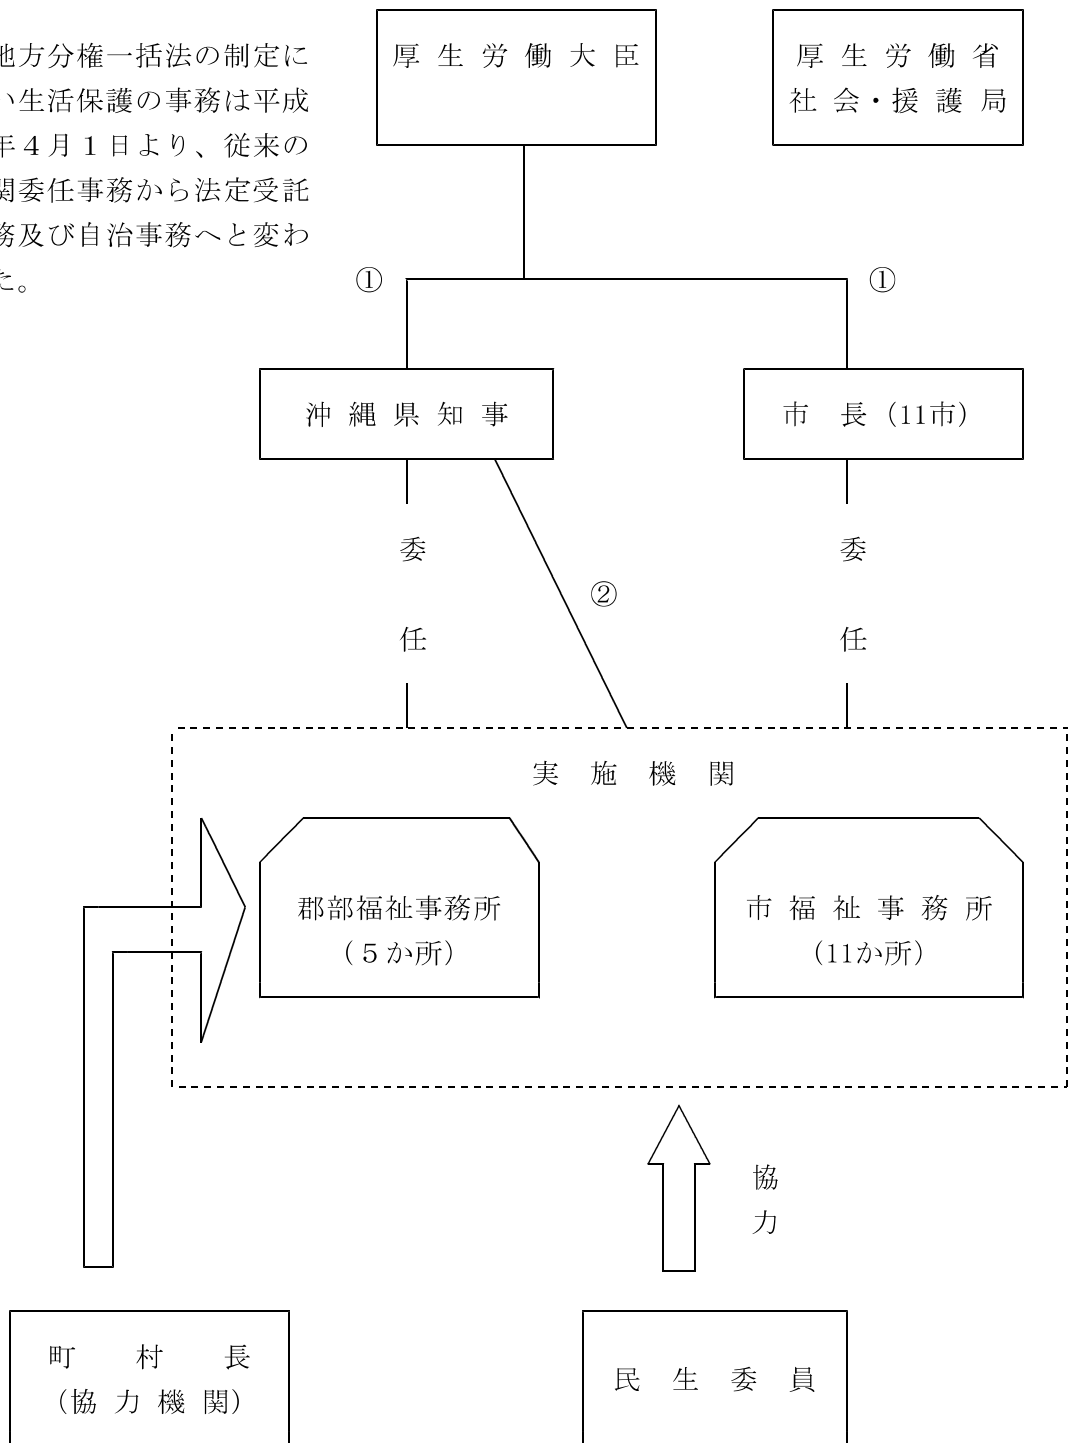 地方分権一括法の制定に
い生活保護の事務は平成
年４月１日より、従来の
関委任事務から法定受託
務及び自治事務へと変わ
た。
厚生労働大臣
厚生労働省
社会・援護局
①
①
沖縄県知事
市　長（11市）
委
任
②
委
任
実施機関
郡部福祉事務所
（５か所）
市福祉事務所
（11か所）
協
力
町村長
（協力機関）
民生委員